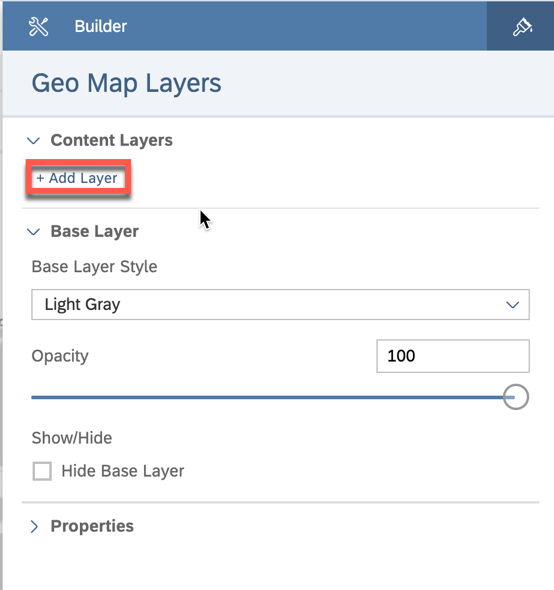 Builder
Geo Map Layers
Content Layers
+ Add Layer
Base Layer
Base Layer Style
Light Gray
Opacity
100
Show/Hide
Hide Base Layer
Properties